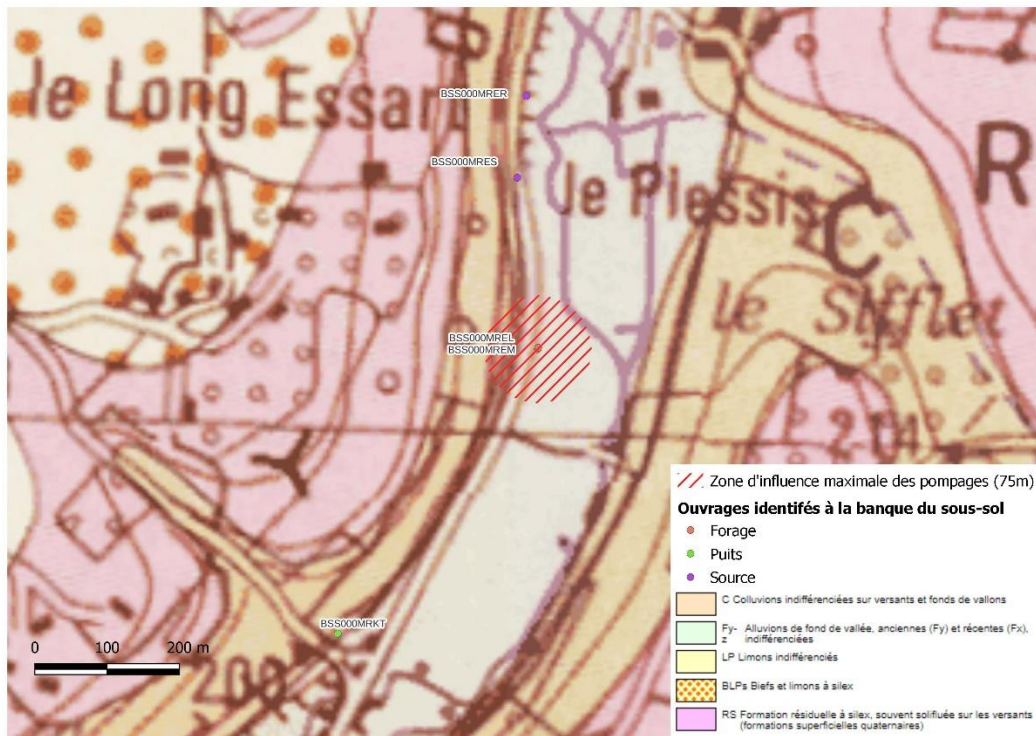 BSS000MRER
le Long Essart
BSS000MRES
Y
R
le Plessis
C
le Sifflet
BSS000MREL
BSS000MREM
214
BSS000MRKT
200
0 100 200 m
Zone d'influence maximale des pompages (75m)
Ouvrages identifiés à la banque du sous-sol
Forage
Puits
Source
C Colluvions indifférenciées sur versants et fonds de vallons
Fy- Alluvions de fond de vallée, anciennes (Fy) et récentes (Fx),
z indifférenciées
LP Limons indifférenciés
BLPs Biefs et limons à silex
RS Formation résiduelle à silex, souvent soliflués sur les versants
(formations superficielles quaternaires)